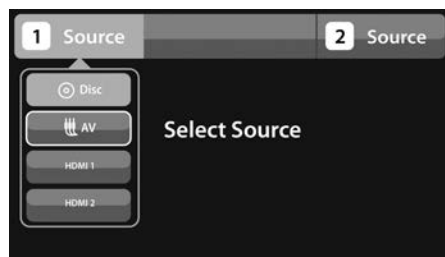 1 Source
2 Source
Disc
AV
Select Source
HDMI 1
HDMI 2